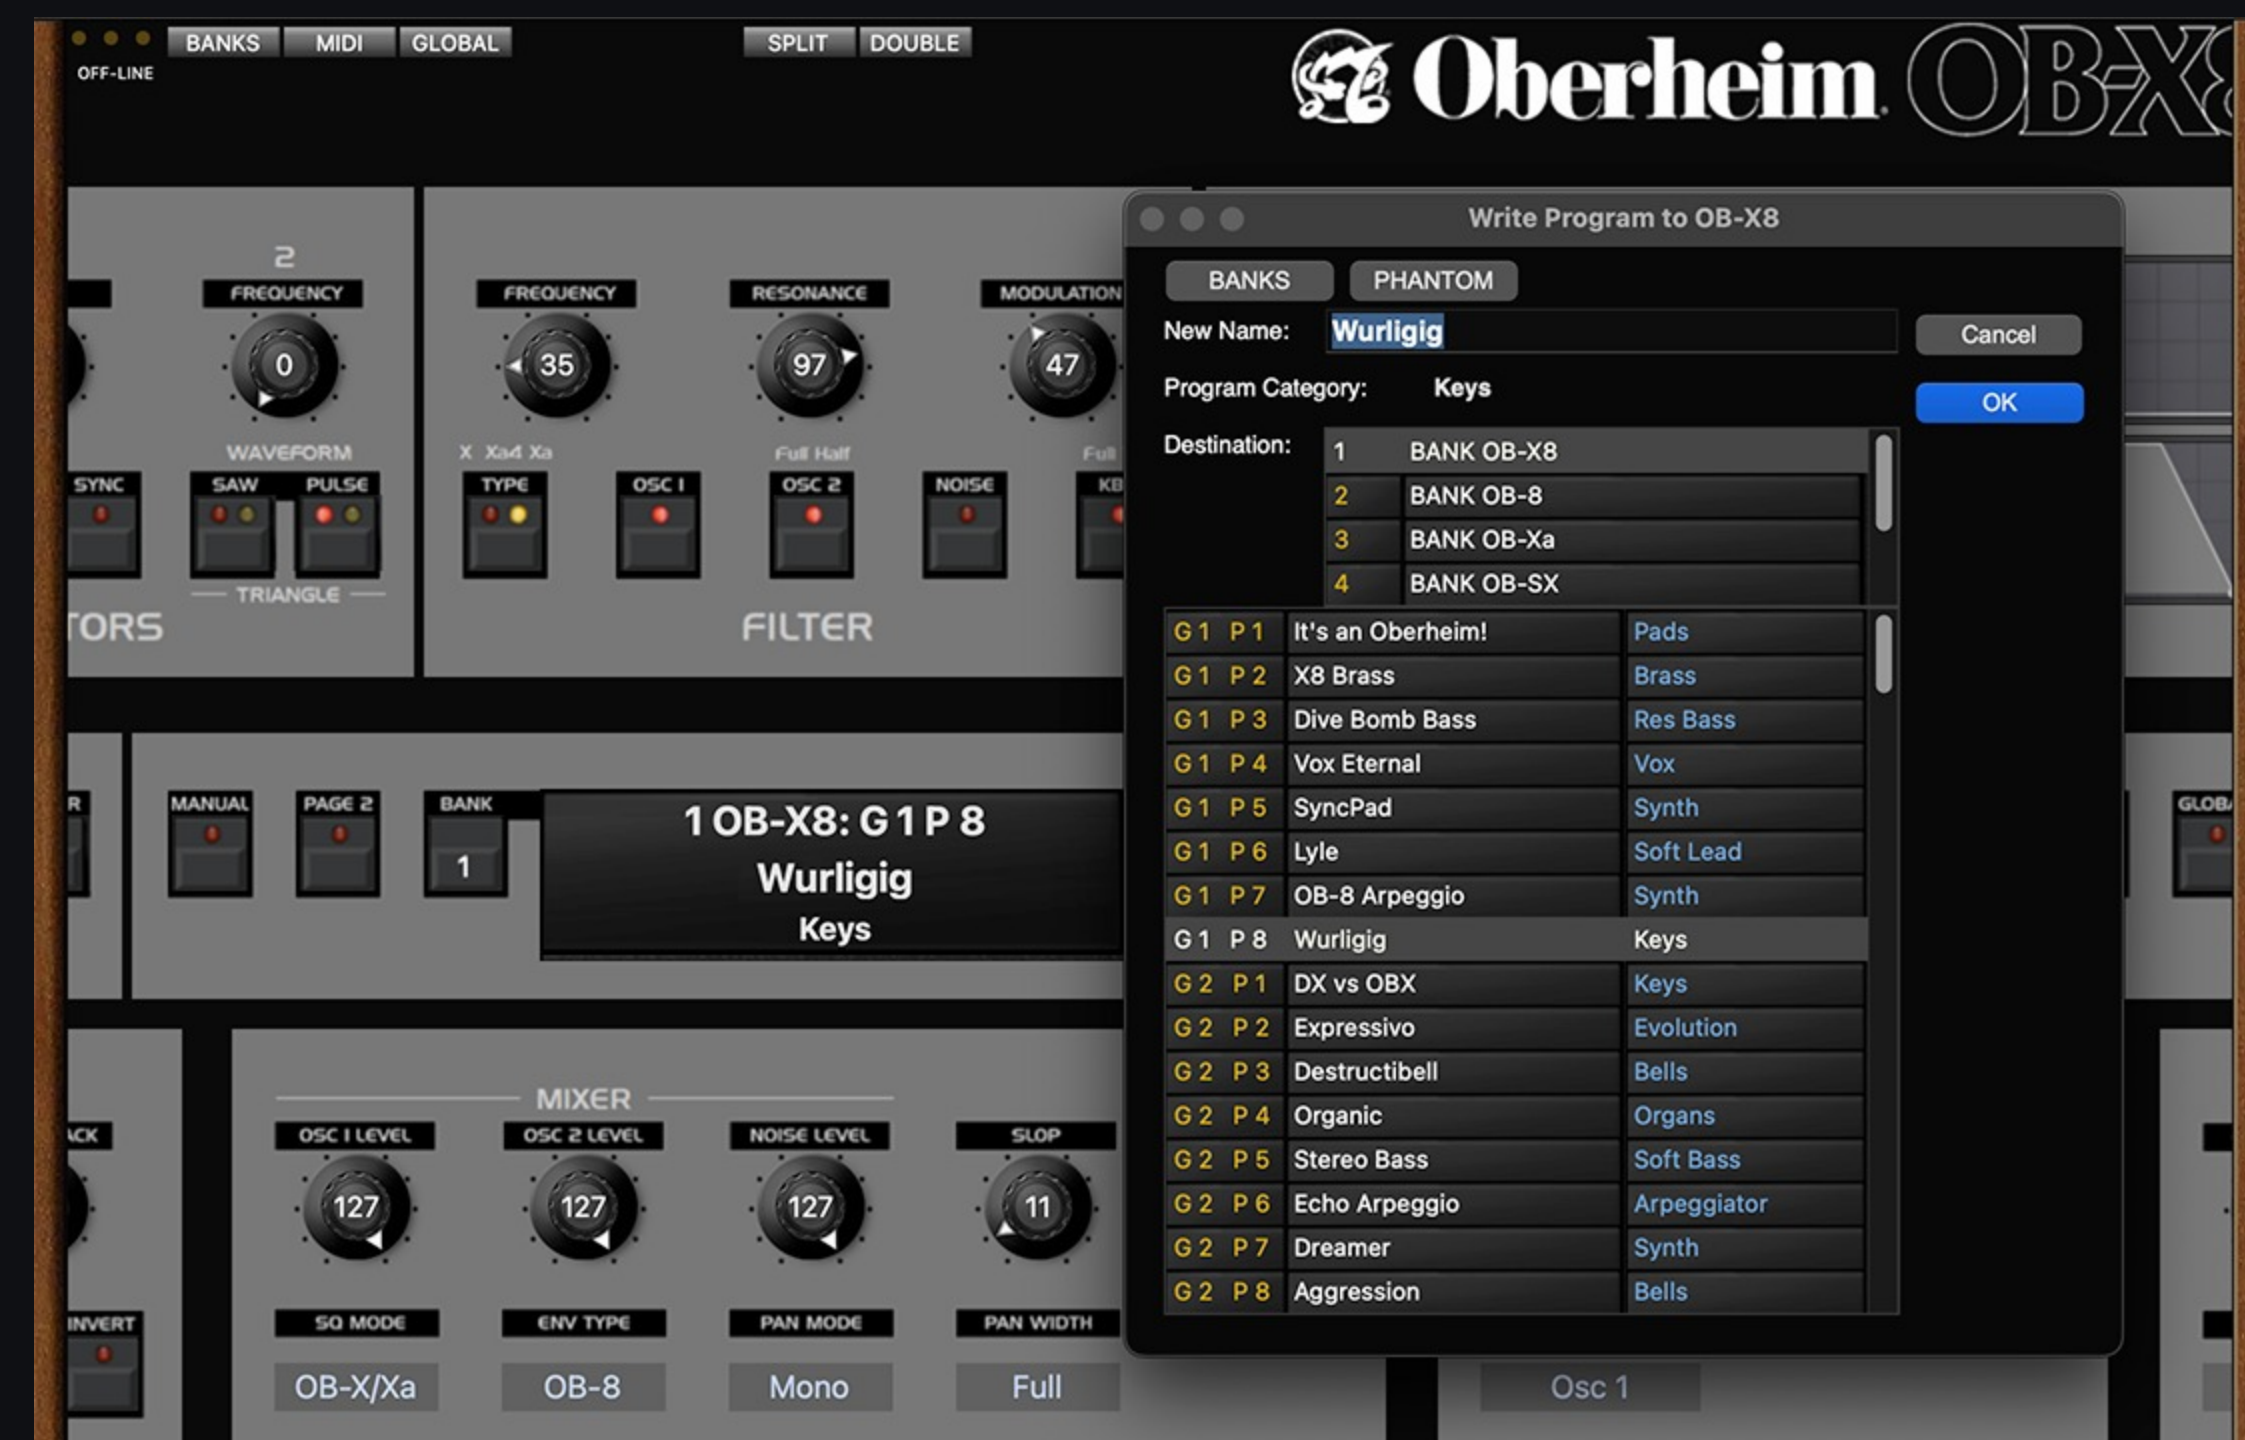 BANKS MIDI GLOBAL SPLIT DOUBLE
OFF-LINE
Oberheim OB-X8
Write Program to OB-X8
BANKS PHANTOM
New Name: Wurligig Cancel
Program Category: Keys
OK
Destination: 1 BANK OB-X8
2 BANK OB-8
3 BANK OB-Xa
4 BANK OB-SX
G1 P1 It's an Oberheim! Pads
G1 P2 X8 Brass Brass
G1 P3 Dive Bomb Bass Res Bass
G1 P4 Vox Eternal Vox
G1 P5 SyncPad Synth
G1 P6 Lyle Soft Lead
G1 P7 OB-8 Arpeggio Synth
G1 P8 Wurligig Keys
G2 P1 DX vs OBX Keys
G2 P2 Expressivo Evolution
G2 P3 Destructibell Bells
G2 P4 Organic Organs
G2 P5 Stereo Bass Soft Bass
G2 P6 Echo Arpeggio Arpeggiator
G2 P7 Dreamer Synth
G2 P8 Aggression Bells
2
FREQUENCY FREQUENCY RESONANCE MODULATION
0 35 97 47
WAVEFORM X Xa4 Xa Full Half Full
SYNC SAW PULSE TYPE OSC 1 OSC 2 NOISE KB
TRIANGLE
TORS FILTER
R MANUAL PAGE 2 BANK
1
1 OB-X8: G 1 P 8
Wurligig
Keys
GLOBA
MIXER
ACK OSC 1 LEVEL OSC 2 LEVEL NOISE LEVEL SLOP
127 127 127 11
INVERT SQ MODE ENV TYPE PAN MODE PAN WIDTH
OB-X/Xa OB-8 Mono Full Osc 1